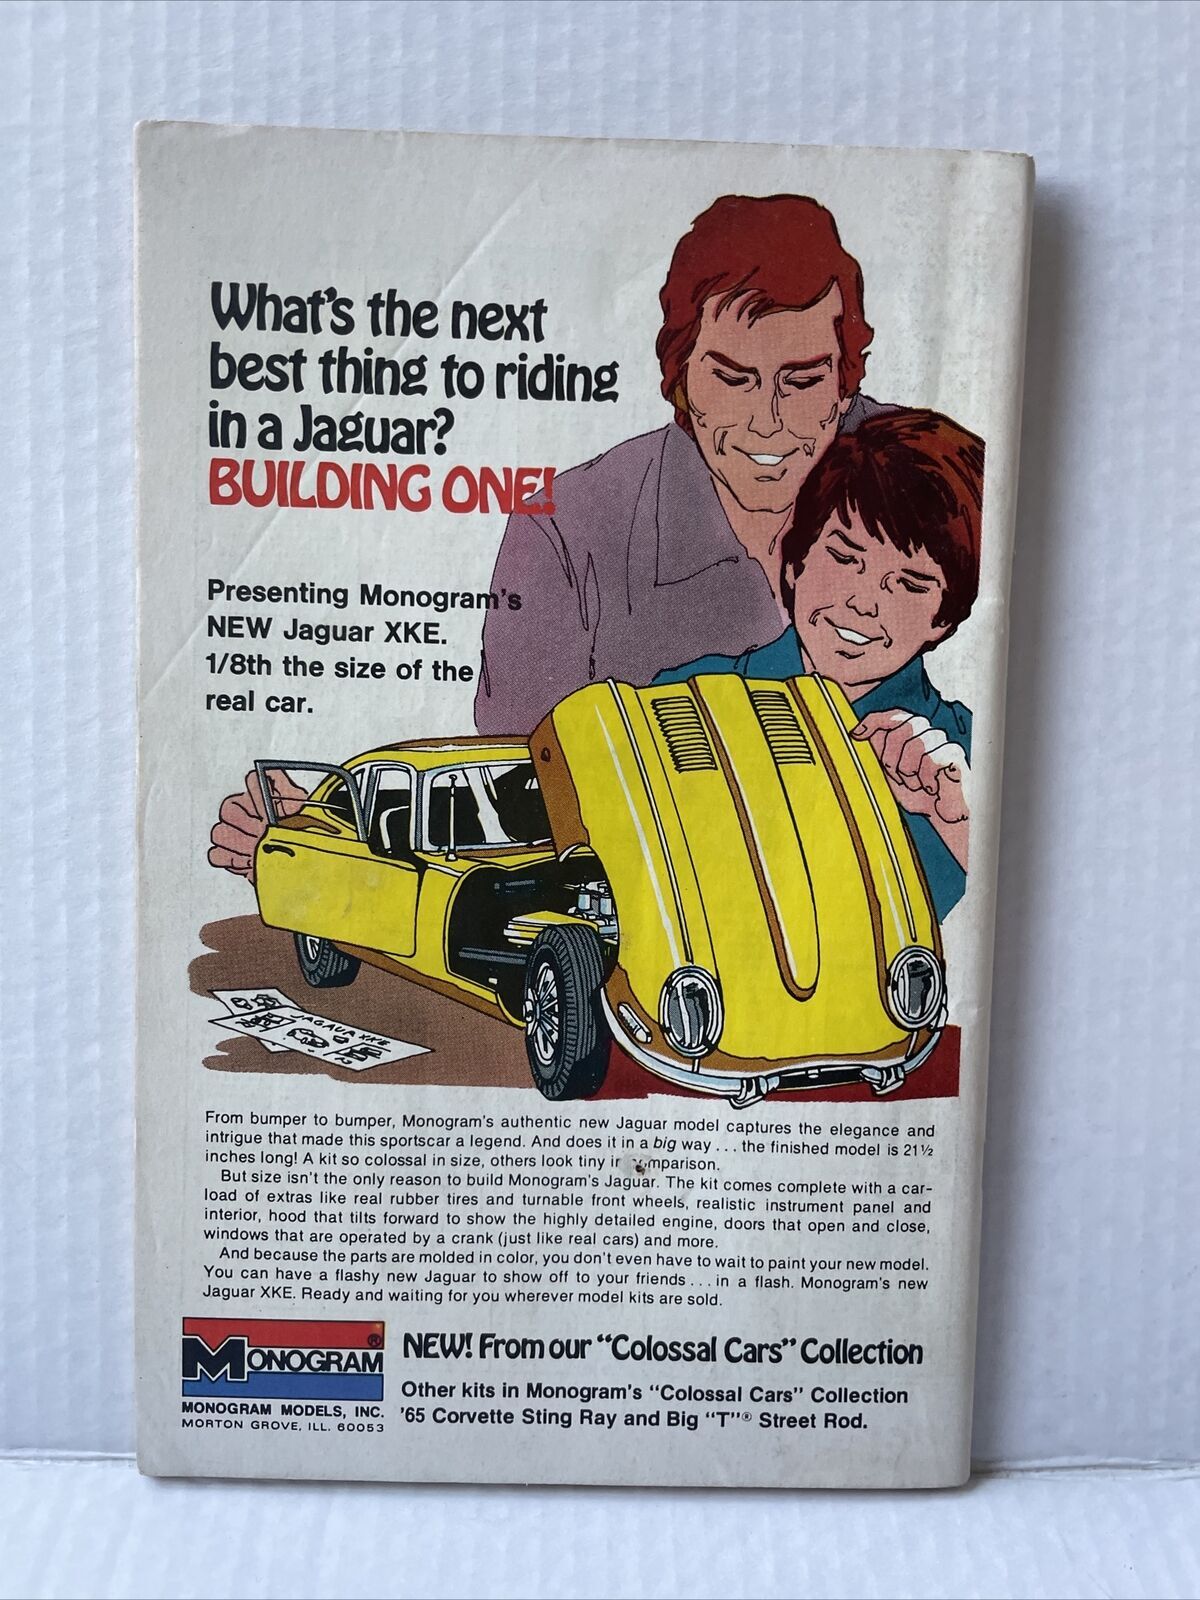 What's the next
best thing to riding
in a Jaguar?
BUILDING ONE!
Presenting Monogram's
NEW Jaguar XKE.
1/8th the size of the
real car.
JAGAUR XKE
From bumper to bumper, Monogram's authentic new Jaguar model captures the elegance and
intrigue that made this sportscar a legend. And does it in a big way . . . the finished model is 21½
inches long! A kit so colossal in size, others look tiny in comparison.
But size isn't the only reason to build Monogram's Jaguar. The kit comes complete with a car-
load of extras like real rubber tires and turnable front wheels, realistic instrument panel and
interior, hood that tilts forward to show the highly detailed engine, doors that open and close,
windows that are operated by a crank (just like real cars) and more.
And because the parts are molded in color, you don't even have to wait to paint your new model.
You can have a flashy new Jaguar to show off to your friends . . . in a flash. Monogram's new
Jaguar XKE. Ready and waiting for you wherever model kits are sold.
MONOGRAM®
MONOGRAM MODELS, INC.
MORTON GROVE, ILL. 60053
NEW! From our "Colossal Cars" Collection
Other kits in Monogram's "Colossal Cars" Collection
'65 Corvette Sting Ray and Big "T"® Street Rod.